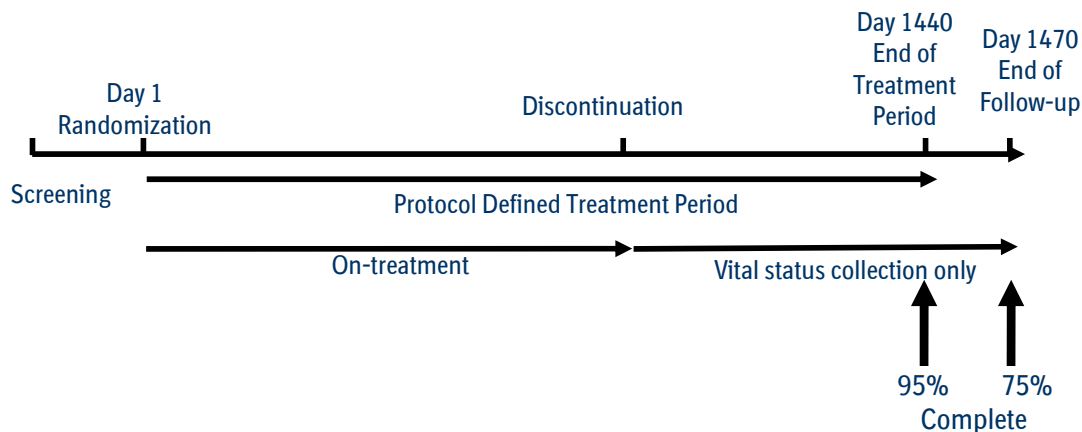 Day 1
Randomization
Discontinuation
Day 1440
End of
Treatment
Period
Day 1470
End of
Follow-up
Screening
Protocol Defined Treatment Period
On-treatment
Vital status collection only
95%
75%
Complete